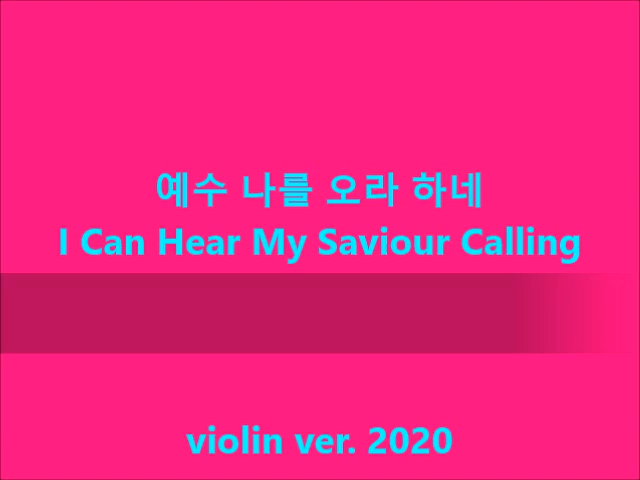 예수 나를 오라 하네
I Can Hear My Saviour Calling
violin ver. 2020